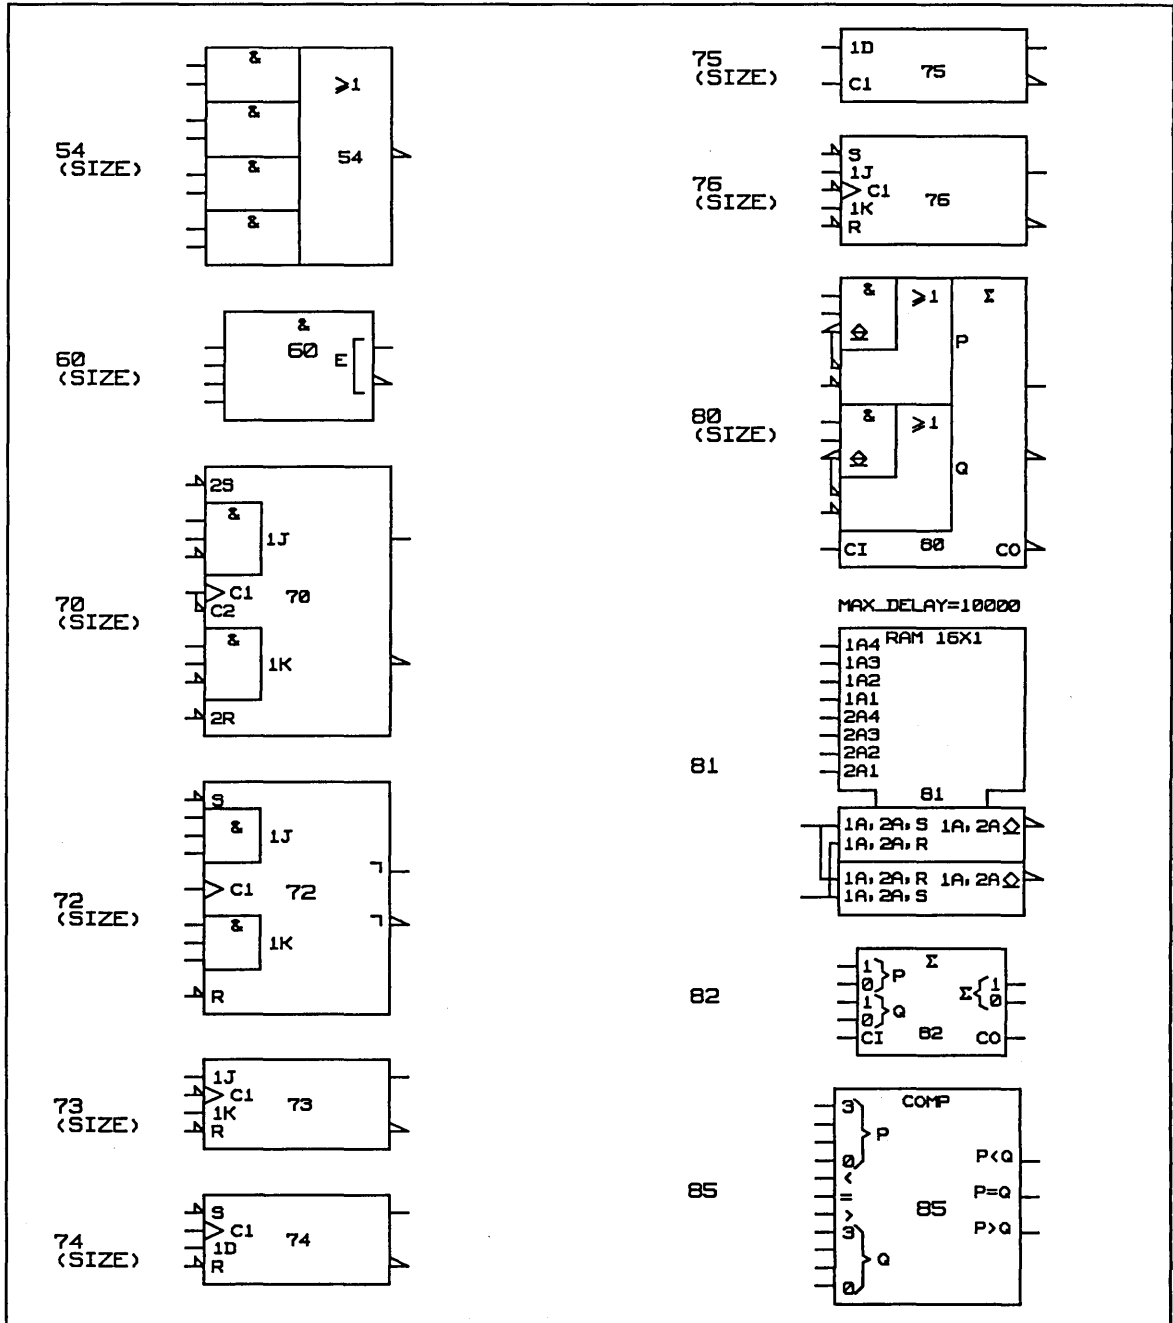 54
(SIZE)
&
&
&
&
⩾1
54
60
(SIZE)
&
60
E
70
(SIZE)
2S
&
1J
C1
C2
70
&
1K
2R
72
(SIZE)
S
&
1J
C1
72
&
1K
R
73
(SIZE)
1J
C1
1K
R
73
74
(SIZE)
S
C1
1D
R
74
75
(SIZE)
1D
C1
75
76
(SIZE)
S
1J
C1
1K
R
76
80
(SIZE)
& ⩾1 Σ
P
& ⩾1
Q
CI 80 CO
MAX_DELAY=10000
81
RAM 16X1
1A4
1A3
1A2
1A1
2A4
2A3
2A2
2A1
81
1A,2A,S 1A,2A
1A,2A,R
1A,2A,R 1A,2A
1A,2A,S
82
Σ
1
0
}P
1
0
}Q
CI
Σ{
1
0
82 CO
85
COMP
3
0
}P
<
=
>
3
0
}Q
85
P<Q
P=Q
P>Q